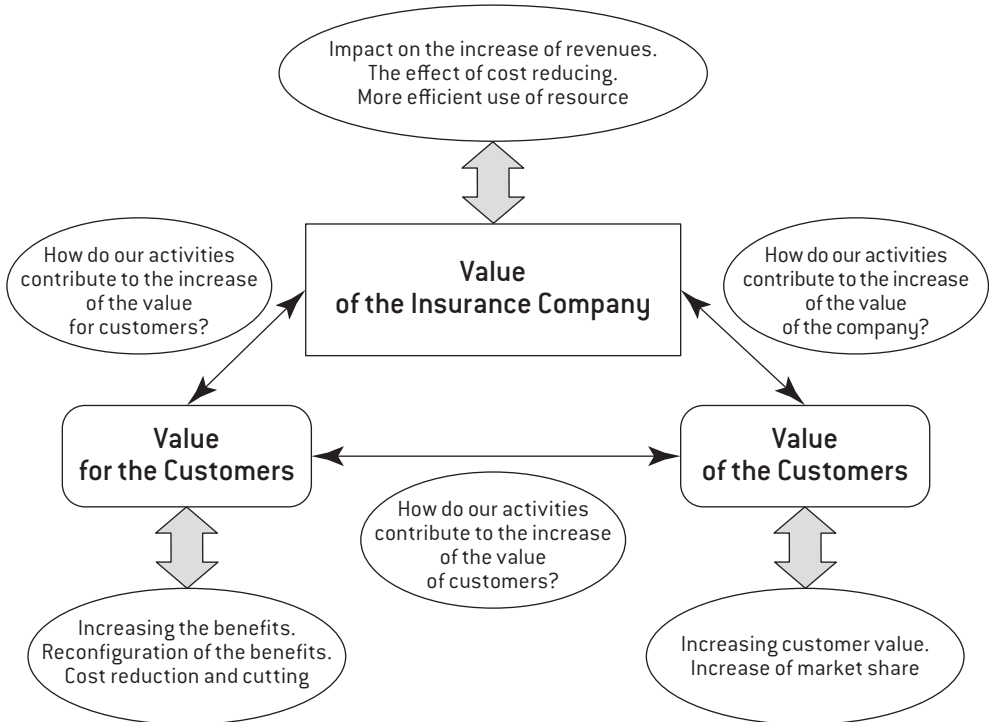 Impact on the increase of revenues.
The effect of cost reducing.
More efficient use of resource
How do our activities
contribute to the increase
of the value
for customers?
Value
of the Insurance Company
How do our activities
contribute to the increase
of the value
of the company?
Value
for the Customers
Value
of the Customers
How do our activities
contribute to the increase
of the value
of customers?
Increasing the benefits.
Reconfiguration of the benefits.
Cost reduction and cutting
Increasing customer value.
Increase of market share